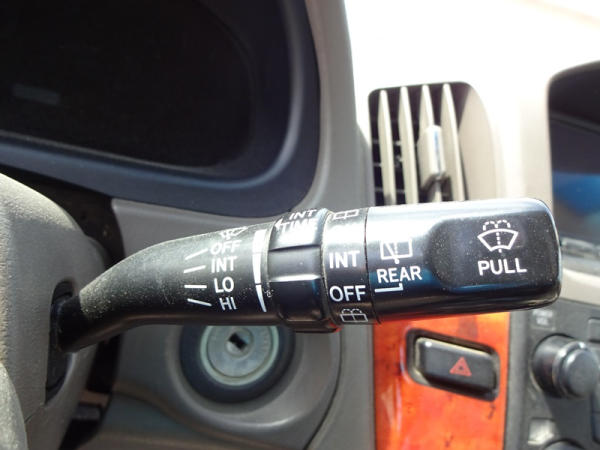 OFF
INT
LO
HI
INT
TIME
INT
OFF
REAR
PULL